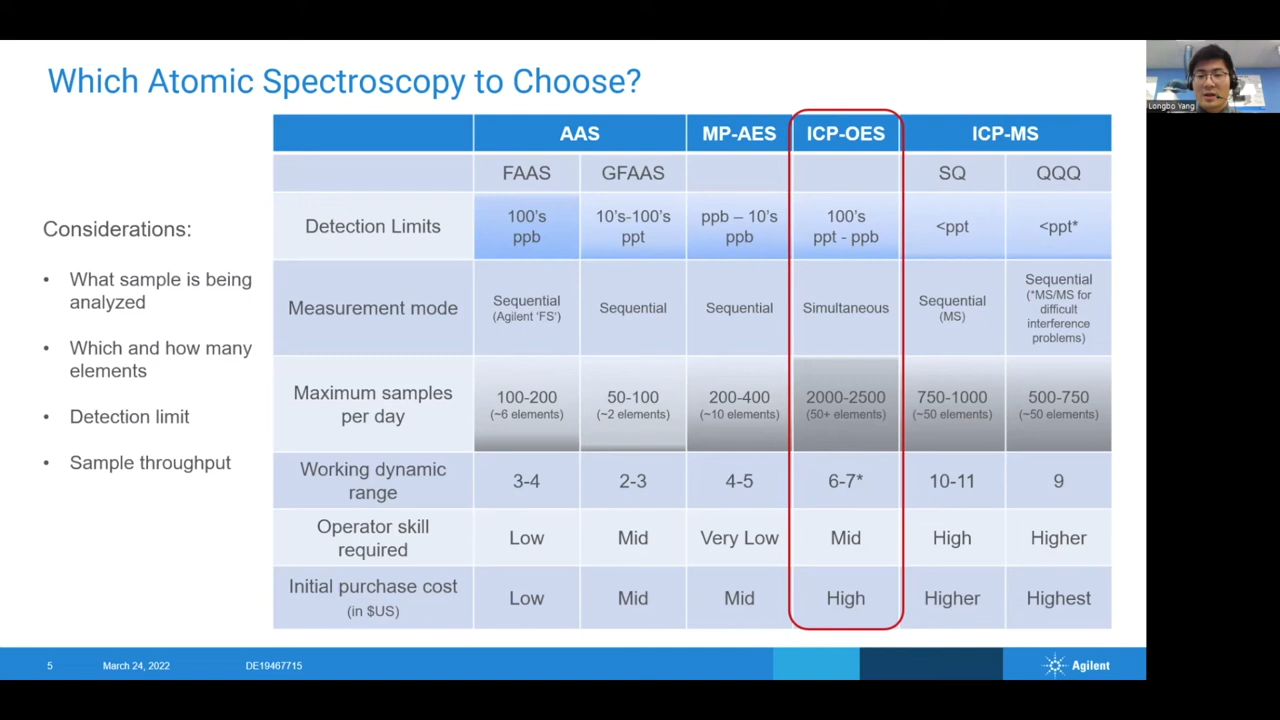 Which Atomic Spectroscopy to Choose?
Longbo Yang
Considerations:
• What sample is being
analyzed
• Which and how many
elements
• Detection limit
• Sample throughput
AAS MP-AES ICP-OES ICP-MS
FAAS GFAAS SQ QQQ
Detection Limits
100's
ppb
10's-100's
ppt
ppb – 10's
ppb
100's
ppt - ppb
<ppt
<ppt*
Measurement mode
Sequential
(Agilent 'FS')
Sequential
Sequential
Simultaneous
Sequential
(MS)
Sequential
(*MS/MS for
difficult
interference
problems)
Maximum samples
per day
100-200
(~6 elements)
50-100
(~2 elements)
200-400
(~10 elements)
2000-2500
(50+ elements)
750-1000
(~50 elements)
500-750
(~50 elements)
Working dynamic
range
3-4
2-3
4-5
6-7*
10-11
9
Operator skill
required
Low
Mid
Very Low
Mid
High
Higher
Initial purchase cost
(in $US)
Low
Mid
Mid
High
Higher
Highest
5 March 24, 2022 DE19467715
Agilent